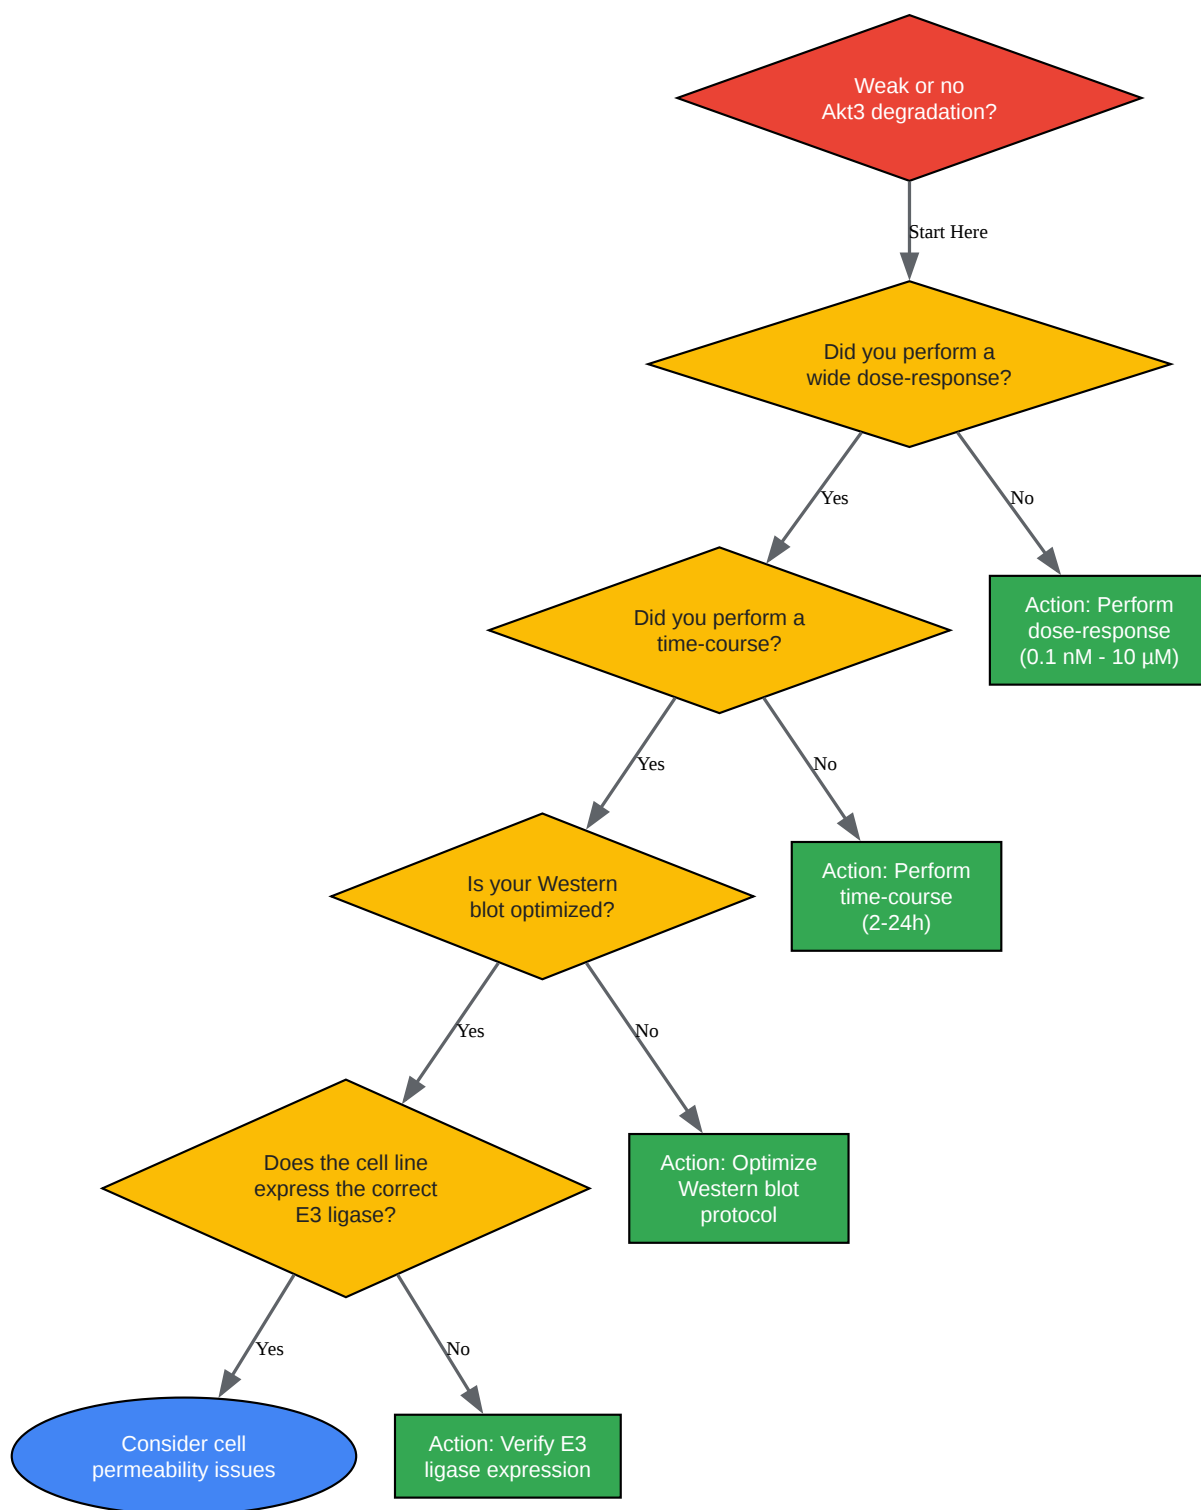 Weak or no
Akt3 degradation?
Start Here
Did you perform a
wide dose-response?
Yes
No
Did you perform a
time-course?
Action: Perform
dose-response
(0.1 nM - 10 µM)
Yes
No
Is your Western
blot optimized?
Action: Perform
time-course
(2-24h)
Yes
No
Does the cell line
express the correct
E3 ligase?
Action: Optimize
Western blot
protocol
Yes
No
Consider cell
permeability issues
Action: Verify E3
ligase expression